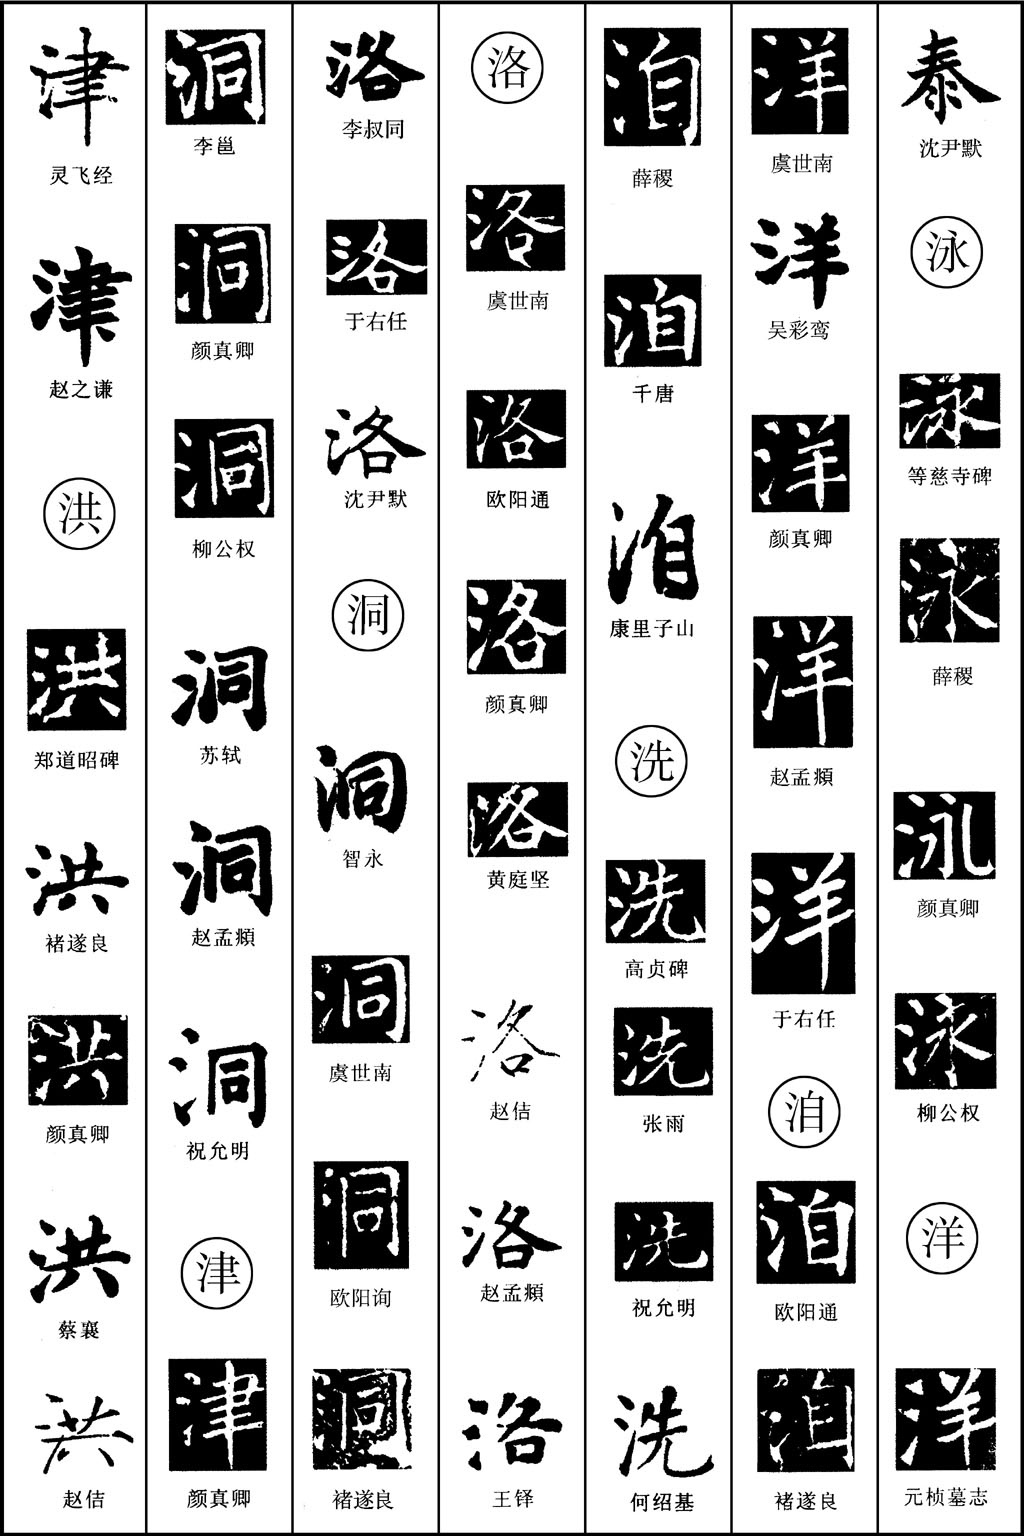 泰
沈尹默
泳
泳
等慈寺碑
泳
薛稷
泳
颜真卿
泳
柳公权
洋
洋
元桢墓志
洋
虞世南
洋
吴彩鸾
洋
颜真卿
洋
赵孟頫
洋
于右任
洎
洎
欧阳通
洎
褚遂良
洎
薛稷
洎
千唐
洎
康里子山
洗
洗
高贞碑
洗
张雨
洗
祝允明
洗
何绍基
洛
洛
虞世南
洛
欧阳通
洛
颜真卿
洛
黄庭坚
洛
赵佶
洛
赵孟頫
洛
王铎
洛
李叔同
洛
于右任
洛
沈尹默
洞
洞
智永
洞
虞世南
洞
欧阳询
洞
褚遂良
洞
李邕
洞
颜真卿
洞
柳公权
洞
苏轼
洞
赵孟頫
洞
祝允明
津
津
颜真卿
津
灵飞经
津
赵之谦
洪
洪
郑道昭碑
洪
褚遂良
洪
颜真卿
洪
蔡襄
洪
赵佶